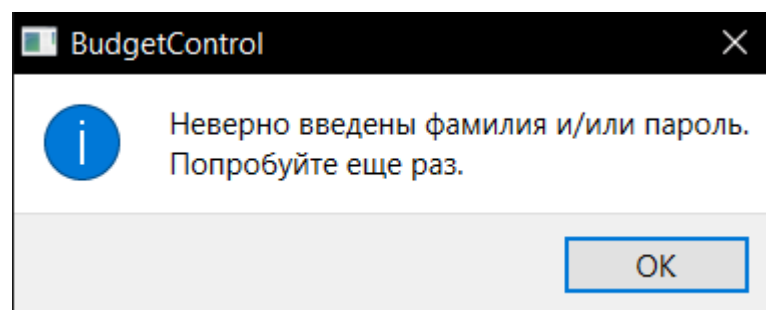 BudgetControl
Неверно введены фамилия и/или пароль.
Попробуйте еще раз.
OK